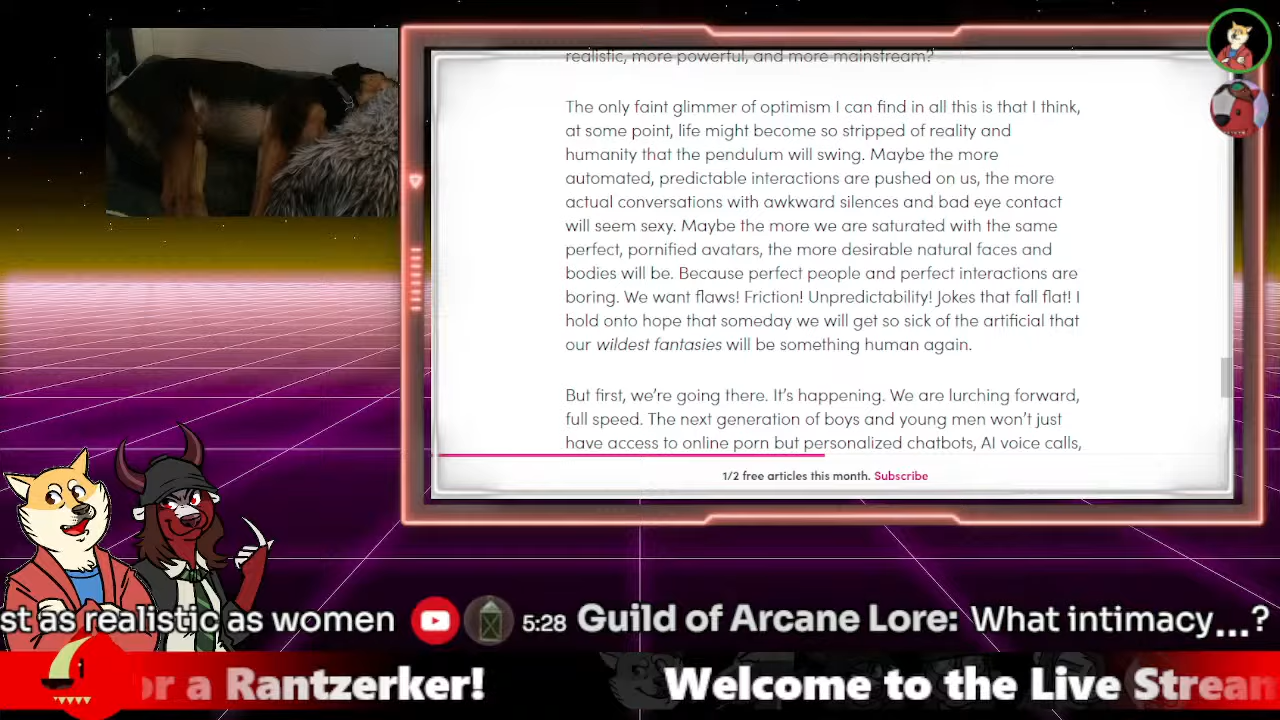 realistic, more powerful, and more mainstream?
The only faint glimmer of optimism I can find in all this is that I think,
at some point, life might become so stripped of reality and
humanity that the pendulum will swing. Maybe the more
automated, predictable interactions are pushed on us, the more
actual conversations with awkward silences and bad eye contact
will seem sexy. Maybe the more we are saturated with the same
perfect, pornified avatars, the more desirable natural faces and
bodies will be. Because perfect people and perfect interactions are
boring. We want flaws! Friction! Unpredictability! Jokes that fall flat! I
hold onto hope that someday we will get so sick of the artificial that
our wildest fantasies will be something human again.
But first, we're going there. It's happening. We are lurching forward,
full speed. The next generation of boys and young men won't just
have access to online porn but personalized chatbots, AI voice calls,
1/2 free articles this month. Subscribe
st as realistic as women 5:28 Guild of Arcane Lore: What intimacy...?
or a Rantzerker! Welcome to the Live Stream